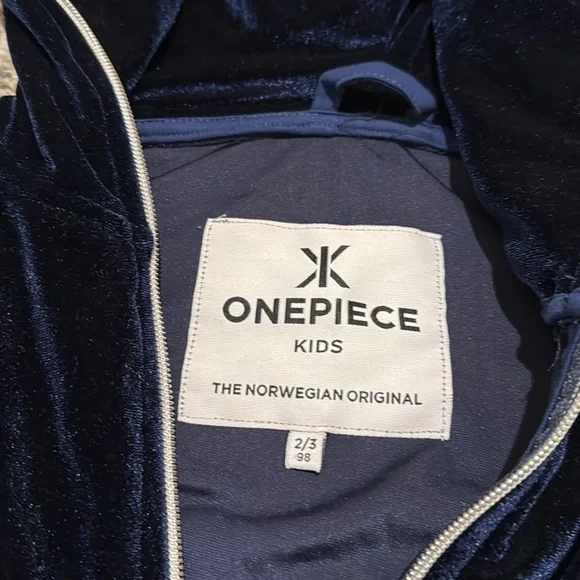 ONEPIECE
KIDS
THE NORWEGIAN ORIGINAL
2/3
98